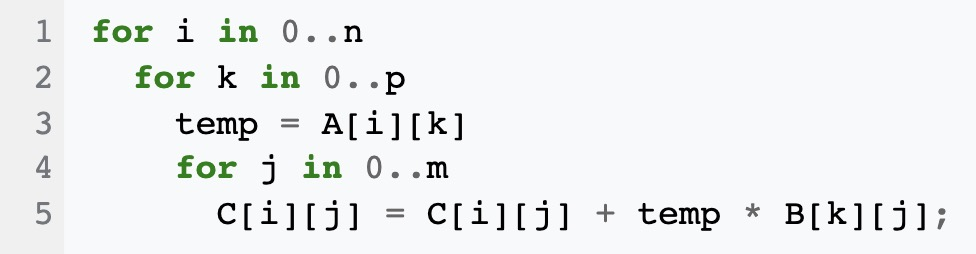 1 for i in 0..n
2   for k in 0..p
3     temp = A[i][k]
4     for j in 0..m
5       C[i][j] = C[i][j] + temp * B[k][j];